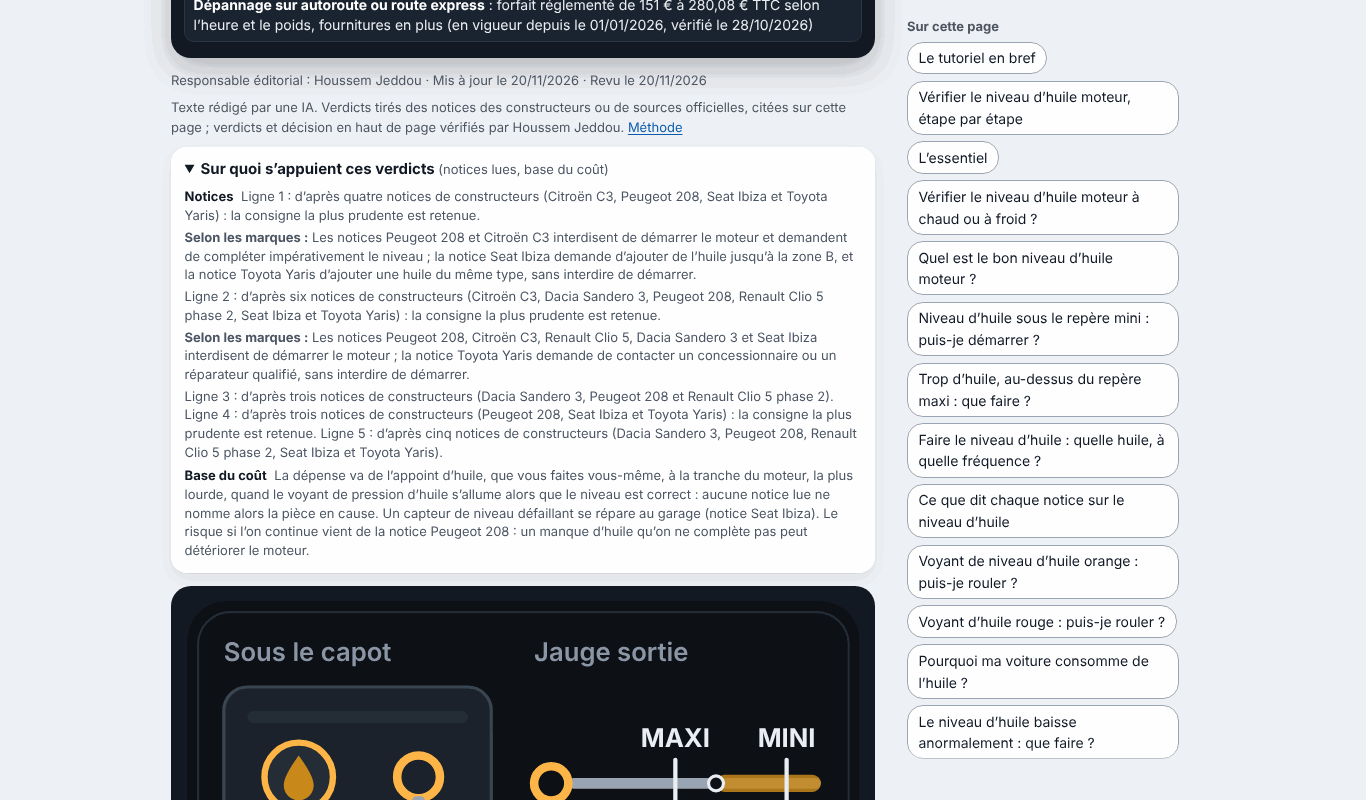 Dépannage sur autoroute ou route express : forfait réglementé de 151 € à 280,08 € TTC selon
l’heure et le poids, fournitures en plus (en vigueur depuis le 01/01/2026, vérifié le 28/10/2026)
Responsable éditorial : Houssem Jeddou · Mis à jour le 20/11/2026 · Revu le 20/11/2026
Texte rédigé par une IA. Verdicts tirés des notices des constructeurs ou de sources officielles, citées sur cette
page ; verdicts et décision en haut de page vérifiés par Houssem Jeddou. Méthode
▼ Sur quoi s’appuient ces verdicts (notices lues, base du coût)
Notices Ligne 1 : d’après quatre notices de constructeurs (Citroën C3, Peugeot 208, Seat Ibiza et Toyota
Yaris) : la consigne la plus prudente est retenue.
Selon les marques : Les notices Peugeot 208 et Citroën C3 interdisent de démarrer le moteur et demandent
de compléter impérativement le niveau ; la notice Seat Ibiza demande d’ajouter de l’huile jusqu’à la zone B, et
la notice Toyota Yaris d’ajouter une huile du même type, sans interdire de démarrer.
Ligne 2 : d’après six notices de constructeurs (Citroën C3, Dacia Sandero 3, Peugeot 208, Renault Clio 5
phase 2, Seat Ibiza et Toyota Yaris) : la consigne la plus prudente est retenue.
Selon les marques : Les notices Peugeot 208, Citroën C3, Renault Clio 5, Dacia Sandero 3 et Seat Ibiza
interdisent de démarrer le moteur ; la notice Toyota Yaris demande de contacter un concessionnaire ou un
réparateur qualifié, sans interdire de démarrer.
Ligne 3 : d’après trois notices de constructeurs (Dacia Sandero 3, Peugeot 208 et Renault Clio 5 phase 2).
Ligne 4 : d’après trois notices de constructeurs (Peugeot 208, Seat Ibiza et Toyota Yaris) : la consigne la plus
prudente est retenue. Ligne 5 : d’après cinq notices de constructeurs (Dacia Sandero 3, Peugeot 208, Renault
Clio 5 phase 2, Seat Ibiza et Toyota Yaris).
Base du coût La dépense va de l’appoint d’huile, que vous faites vous-même, à la tranche du moteur, la plus
lourde, quand le voyant de pression d’huile s’allume alors que le niveau est correct : aucune notice lue ne
nomme alors la pièce en cause. Un capteur de niveau défaillant se répare au garage (notice Seat Ibiza). Le
risque si l’on continue vient de la notice Peugeot 208 : un manque d’huile qu’on ne complète pas peut
détériorer le moteur.
Sous le capot
Jauge sortie
MAXI
MINI
Sur cette page
Le tutoriel en bref
Vérifier le niveau d’huile moteur,
étape par étape
L’essentiel
Vérifier le niveau d’huile moteur à
chaud ou à froid ?
Quel est le bon niveau d’huile
moteur ?
Niveau d’huile sous le repère mini :
puis-je démarrer ?
Trop d’huile, au-dessus du repère
maxi : que faire ?
Faire le niveau d’huile : quelle huile, à
quelle fréquence ?
Ce que dit chaque notice sur le
niveau d’huile
Voyant de niveau d’huile orange :
puis-je rouler ?
Voyant d’huile rouge : puis-je rouler ?
Pourquoi ma voiture consomme de
l’huile ?
Le niveau d’huile baisse
anormalement : que faire ?